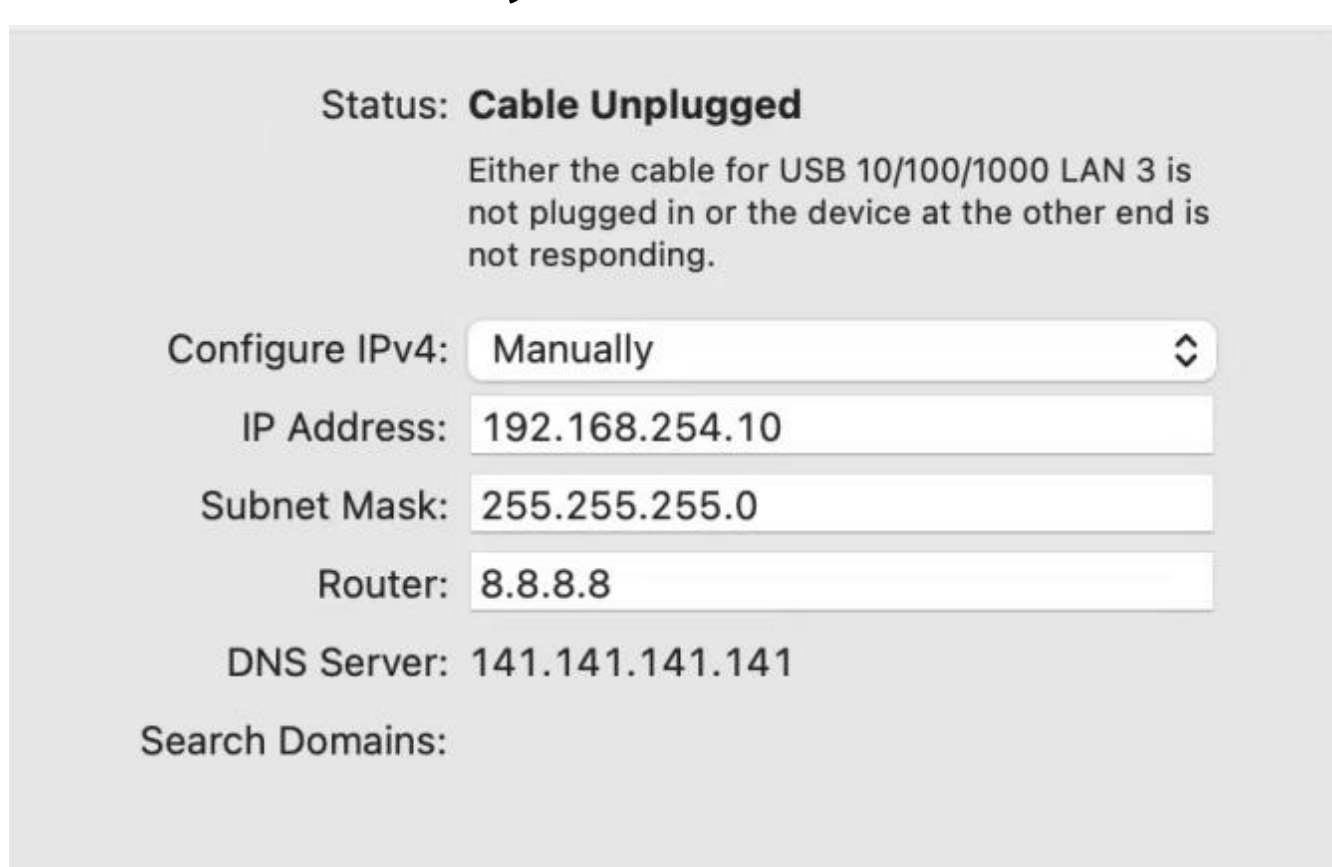 Status: Cable Unplugged
Either the cable for USB 10/100/1000 LAN 3 is
not plugged in or the device at the other end is
not responding.
Configure IPv4: Manually
IP Address: 192.168.254.10
Subnet Mask: 255.255.255.0
Router: 8.8.8.8
DNS Server: 141.141.141.141
Search Domains: